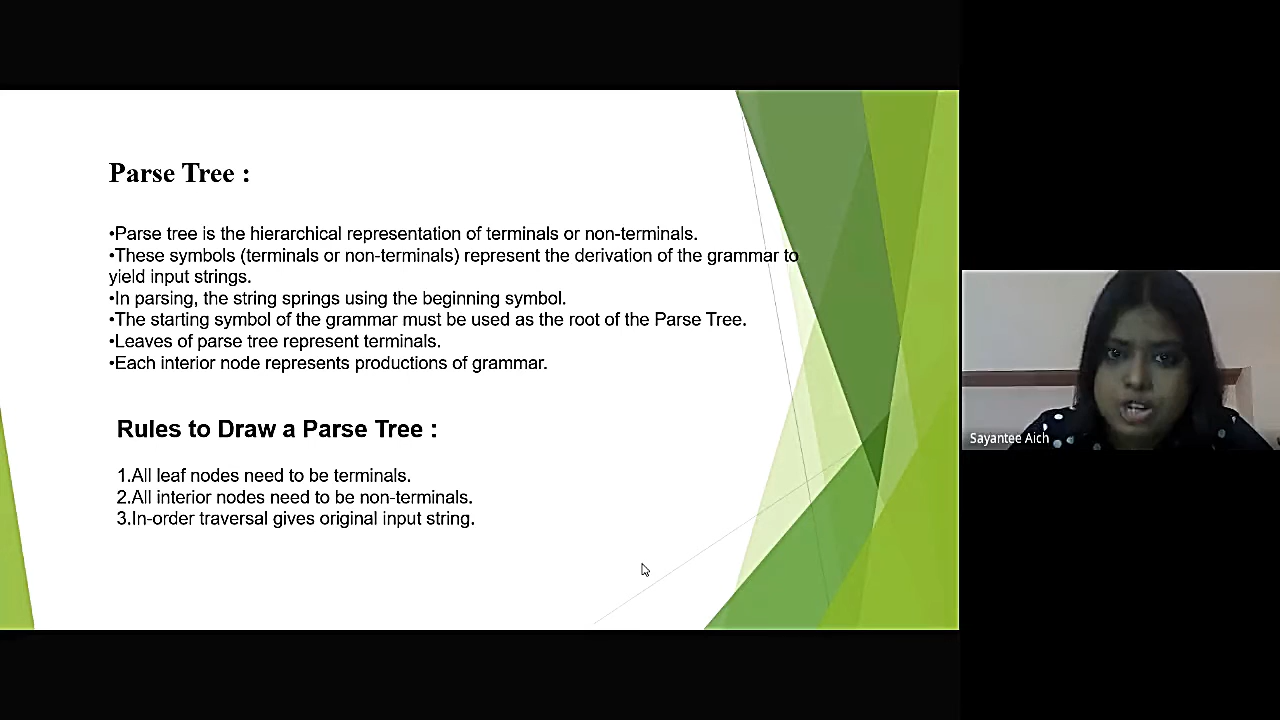 Parse Tree :
•Parse tree is the hierarchical representation of terminals or non-terminals.
•These symbols (terminals or non-terminals) represent the derivation of the grammar to
yield input strings.
•In parsing, the string springs using the beginning symbol.
•The starting symbol of the grammar must be used as the root of the Parse Tree.
•Leaves of parse tree represent terminals.
•Each interior node represents productions of grammar.
Rules to Draw a Parse Tree :
1.All leaf nodes need to be terminals.
2.All interior nodes need to be non-terminals.
3.In-order traversal gives original input string.
Sayantee Aich